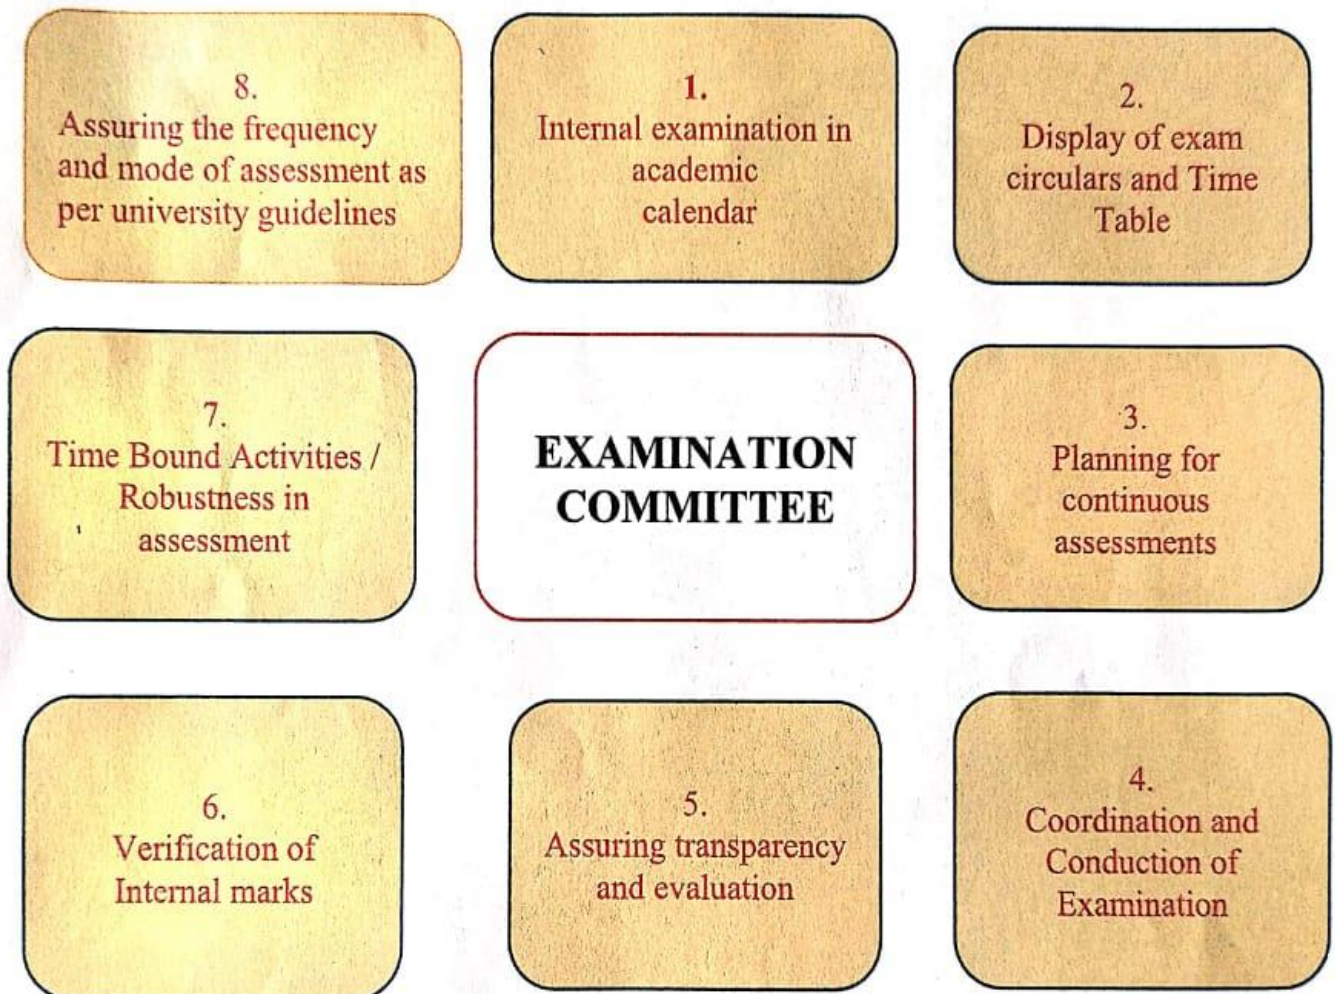 8.
Assuring the frequency
and mode of assessment as
per university guidelines
1.
Internal examination in
academic
calendar
2.
Display of exam
circulars and Time
Table
7.
Time Bound Activities /
Robustness in
assessment
EXAMINATION
COMMITTEE
3.
Planning for
continuous
assessments
6.
Verification of
Internal marks
5.
Assuring transparency
and evaluation
4.
Coordination and
Conduction of
Examination